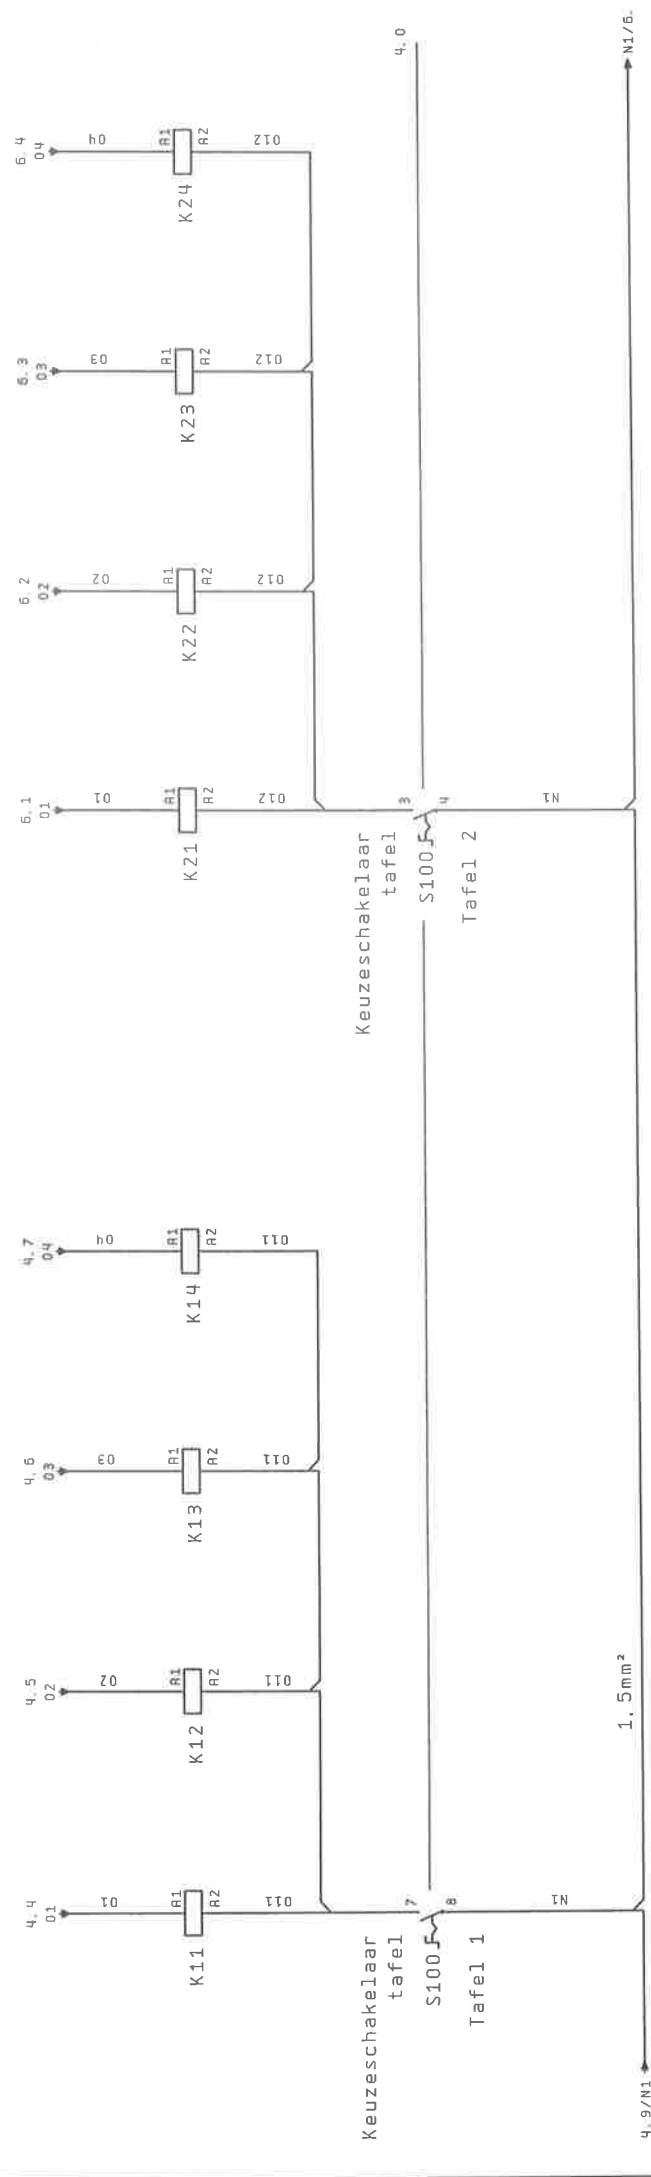 4.4
01
4.5
02
4.6
03
4.7
04
6.1
01
6.2
02
6.3
03
6.4
04
01
02
03
04
01
02
03
04
A1
A1
A1
A1
A1
A1
A1
A1
A2
A2
A2
A2
A2
A2
A2
A2
K11
K12
K13
K14
K21
K22
K23
K24
011
011
011
011
012
012
012
012
Keuzeschakelaar
tafel
S100
Tafel 1
7
8
N1
Keuzeschakelaar
tafel
S100
Tafel 2
3
4
N1
4.0
1.5mm²
4.9/N1
N1/6.